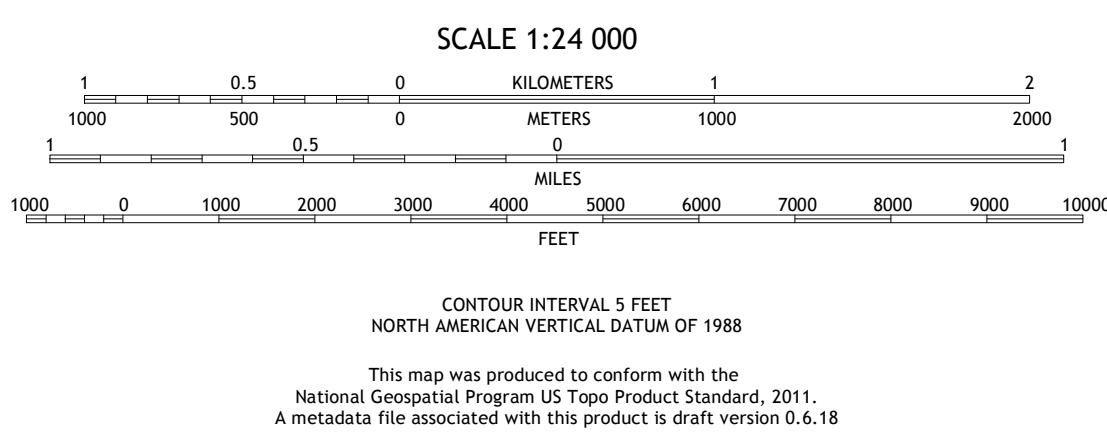 SCALE 1:24 000
1 0.5 0 KILOMETERS 1 2
1000 500 0 METERS 1000 2000
1 0.5 0 1
MILES
1000 0 1000 2000 3000 4000 5000 6000 7000 8000 9000 10000
FEET
CONTOUR INTERVAL 5 FEET
NORTH AMERICAN VERTICAL DATUM OF 1988
This map was produced to conform with the
National Geospatial Program US Topo Product Standard, 2011.
A metadata file associated with this product is draft version 0.6.18